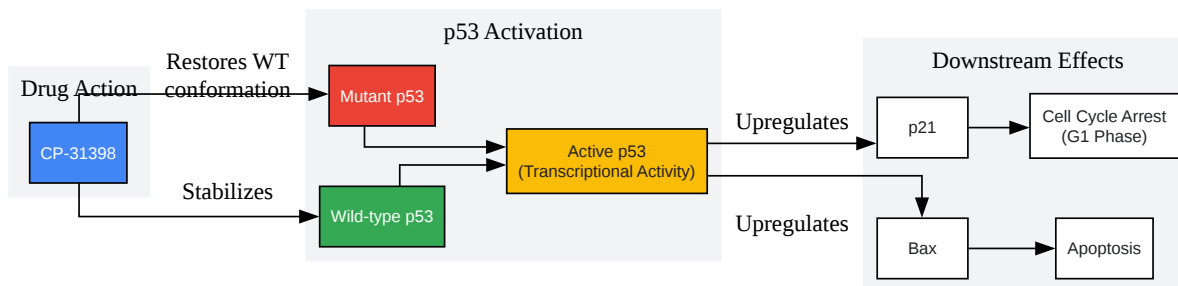 p53 Activation
Restores WT
conformation
Downstream Effects
Drug Action
Mutant p53
CP-31398
Upregulates
p21
Cell Cycle Arrest
(G1 Phase)
Active p53
(Transcriptional Activity)
Stabilizes
Wild-type p53
Upregulates
Bax
Apoptosis